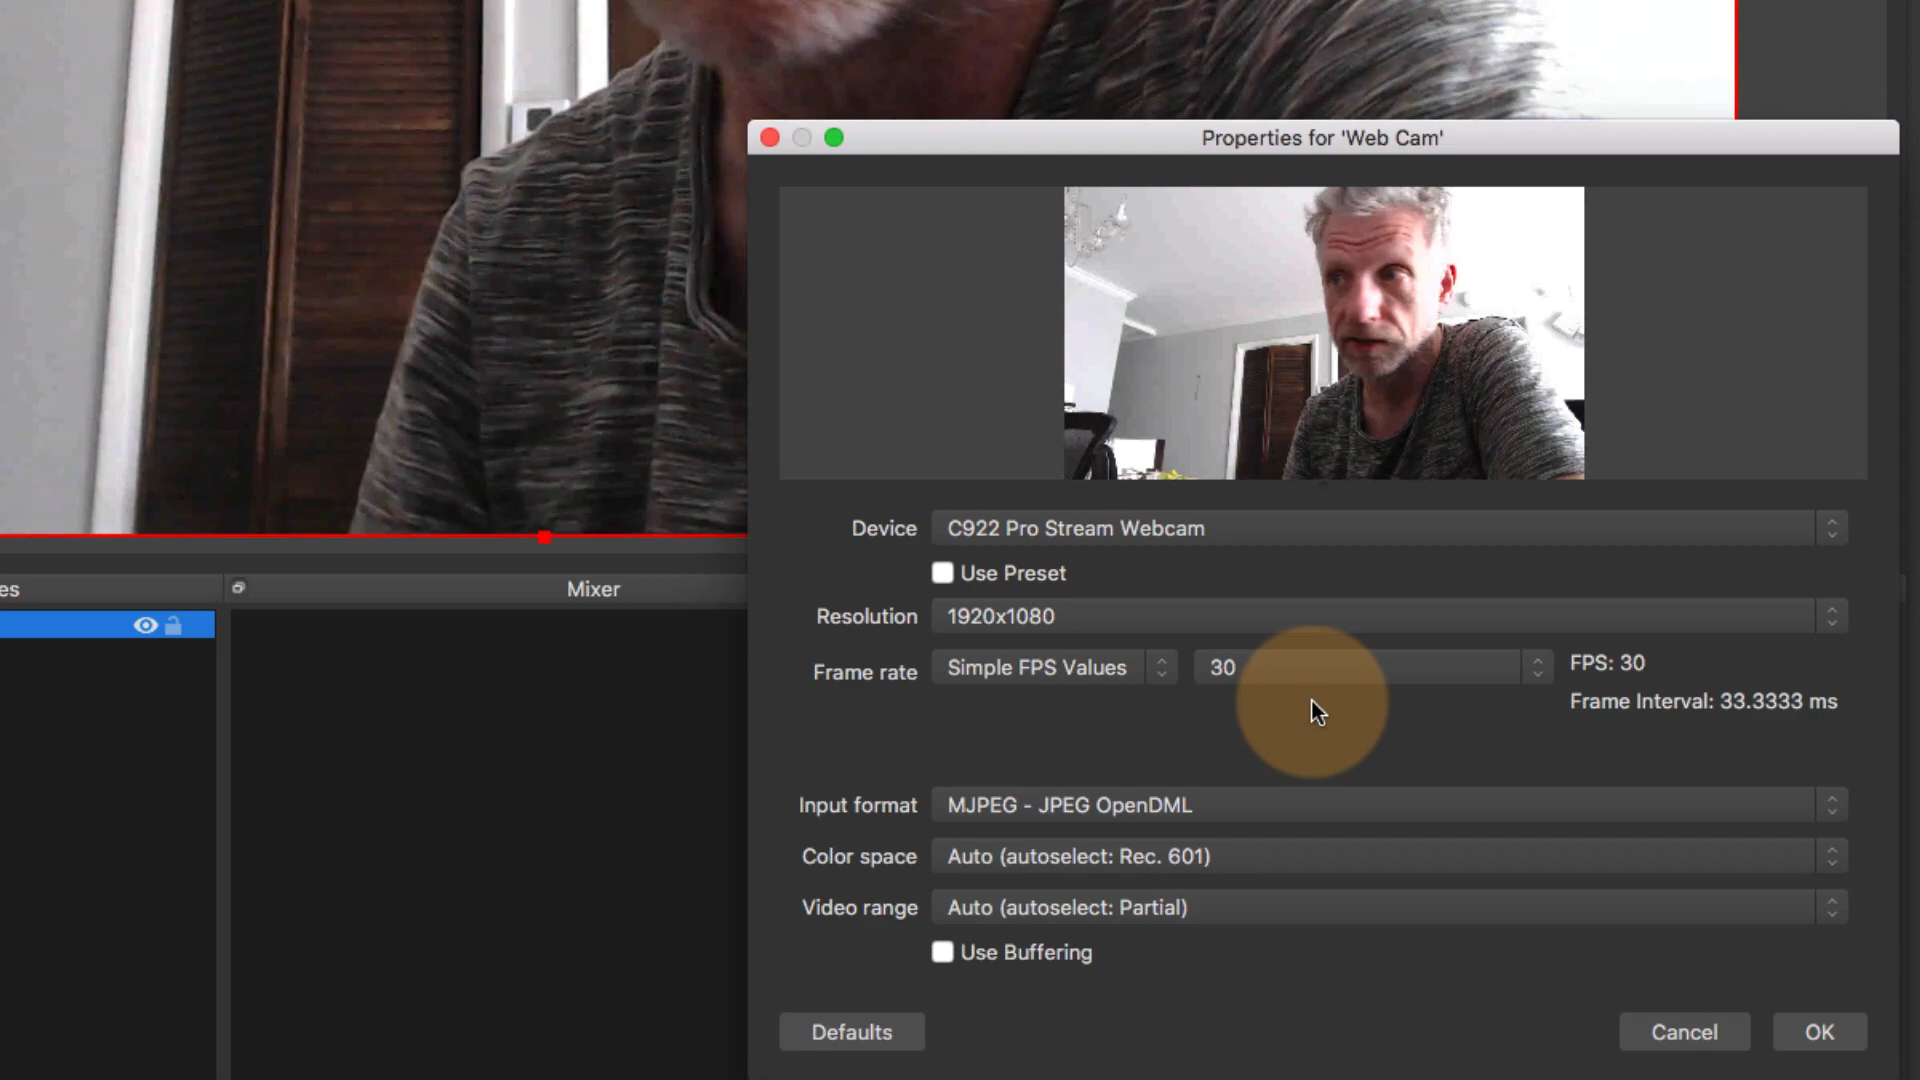 Properties for 'Web Cam'
Device C922 Pro Stream Webcam
Use Preset
Resolution 1920x1080
Frame rate Simple FPS Values 30 FPS: 30
Frame Interval: 33.3333 ms
Input format MJPEG - JPEG OpenDML
Color space Auto (autoselect: Rec. 601)
Video range Auto (autoselect: Partial)
Use Buffering
Defaults Cancel OK
es Mixer